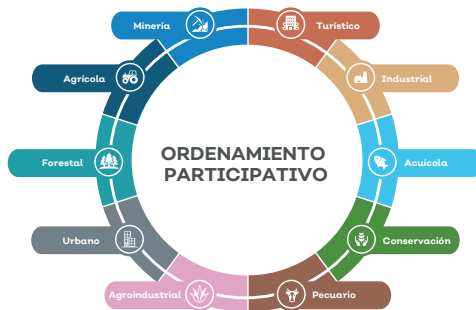 Minería
Turístico
Agrícola
Industrial
Forestal
ORDENAMIENTO
PARTICIPATIVO
Acuícola
Urbano
Conservación
Agroindustrial
Pecuario